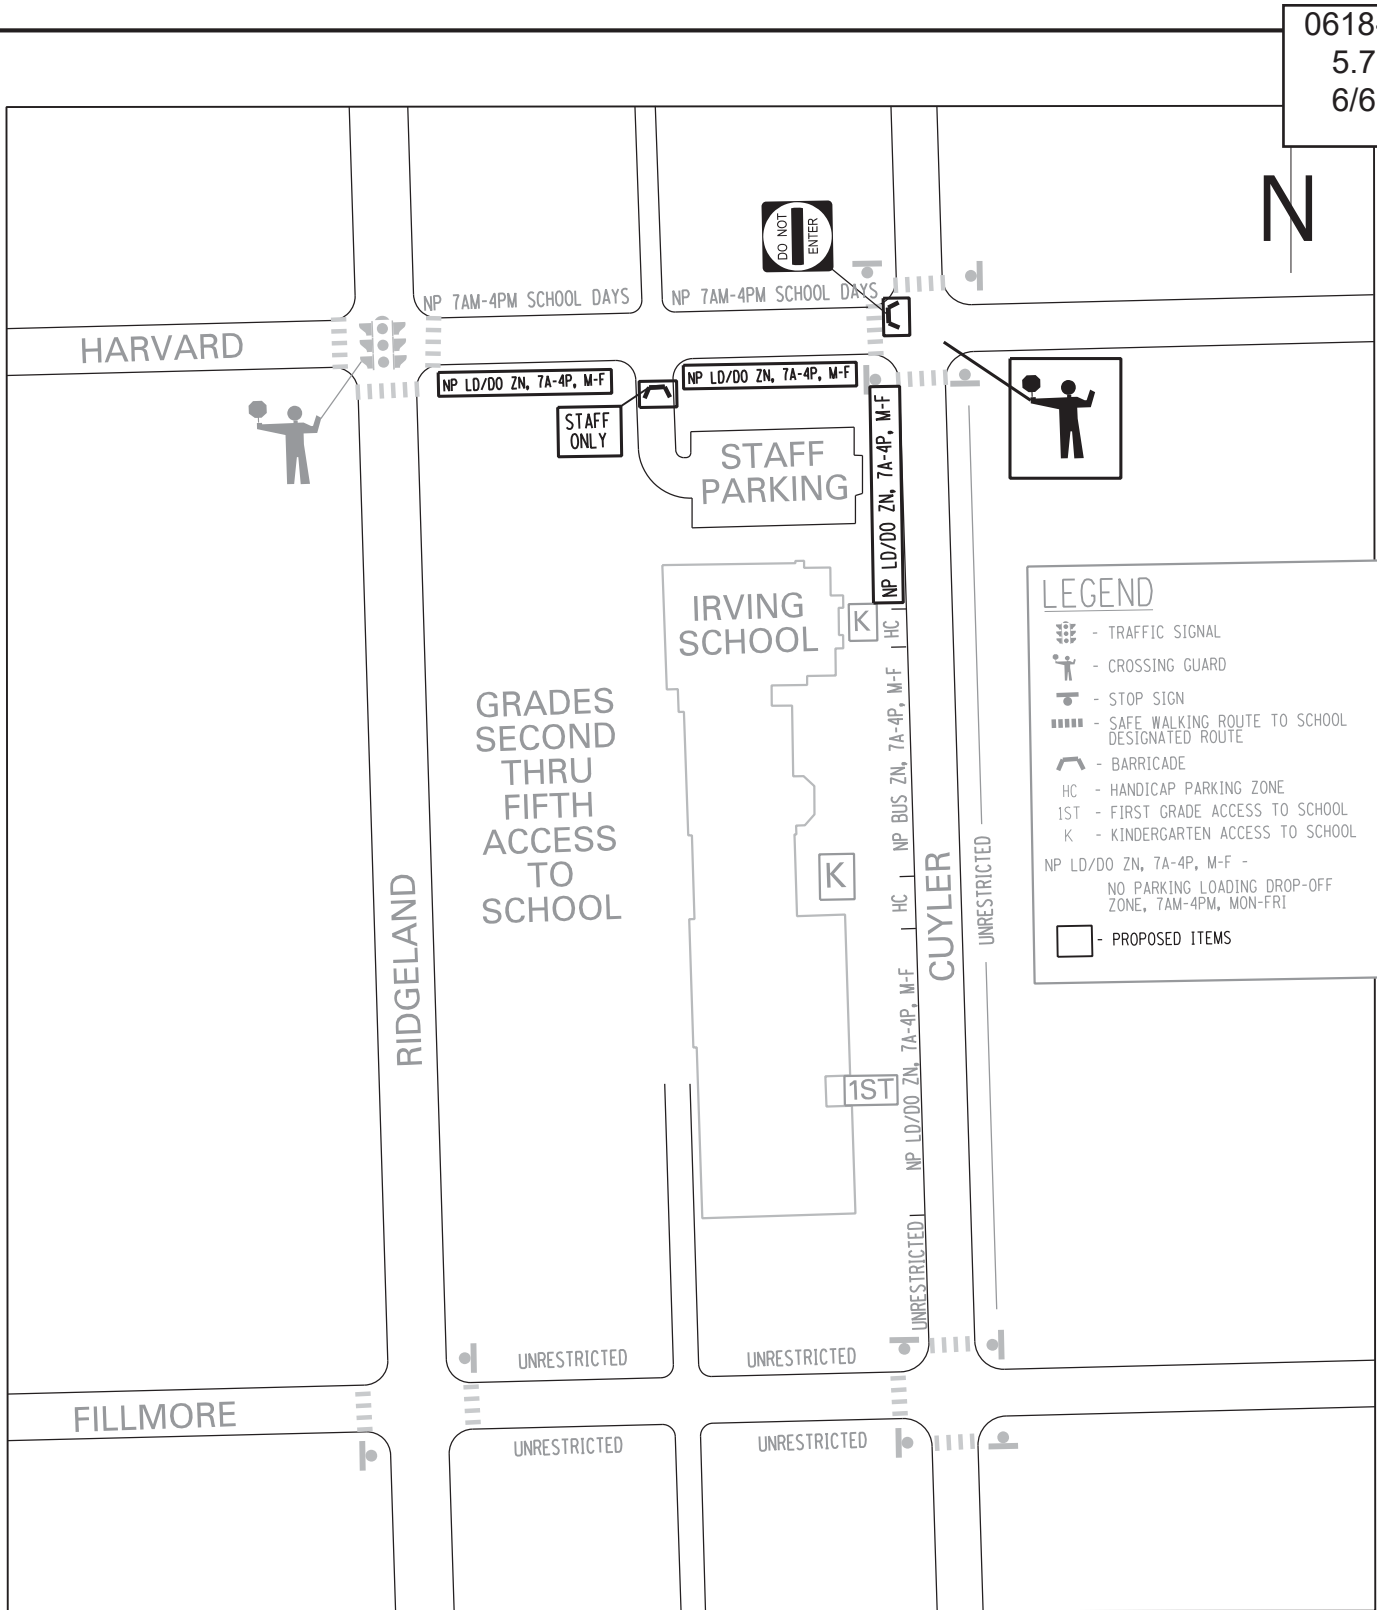 0618
5.7
6/6
N
DO NOT
ENTER
NP 7AM-4PM SCHOOL DAYS
NP 7AM-4PM SCHOOL DAYS
HARVARD
NP LD/DO ZN, 7A-4P, M-F
NP LD/DO ZN, 7A-4P, M-F
STAFF
ONLY
STAFF
PARKING
NP LD/DO ZN, 7A-4P, M-F
IRVING
SCHOOL
K
HC
GRADES
SECOND
THRU
FIFTH
ACCESS
TO
SCHOOL
NP BUS ZN, 7A-4P, M-F
K
HC
RIDGELAND
CUYLER
UNRESTRICTED
NP LD/DO ZN, 7A-4P, M-F
1ST
UNRESTRICTED
LEGEND
- TRAFFIC SIGNAL
- CROSSING GUARD
- STOP SIGN
- SAFE WALKING ROUTE TO SCHOOL
DESIGNATED ROUTE
- BARRICADE
HC - HANDICAP PARKING ZONE
1ST - FIRST GRADE ACCESS TO SCHOOL
K - KINDERGARTEN ACCESS TO SCHOOL
NP LD/DO ZN, 7A-4P, M-F -
NO PARKING LOADING DROP-OFF
ZONE, 7AM-4PM, MON-FRI
- PROPOSED ITEMS
UNRESTRICTED
UNRESTRICTED
FILLMORE
UNRESTRICTED
UNRESTRICTED